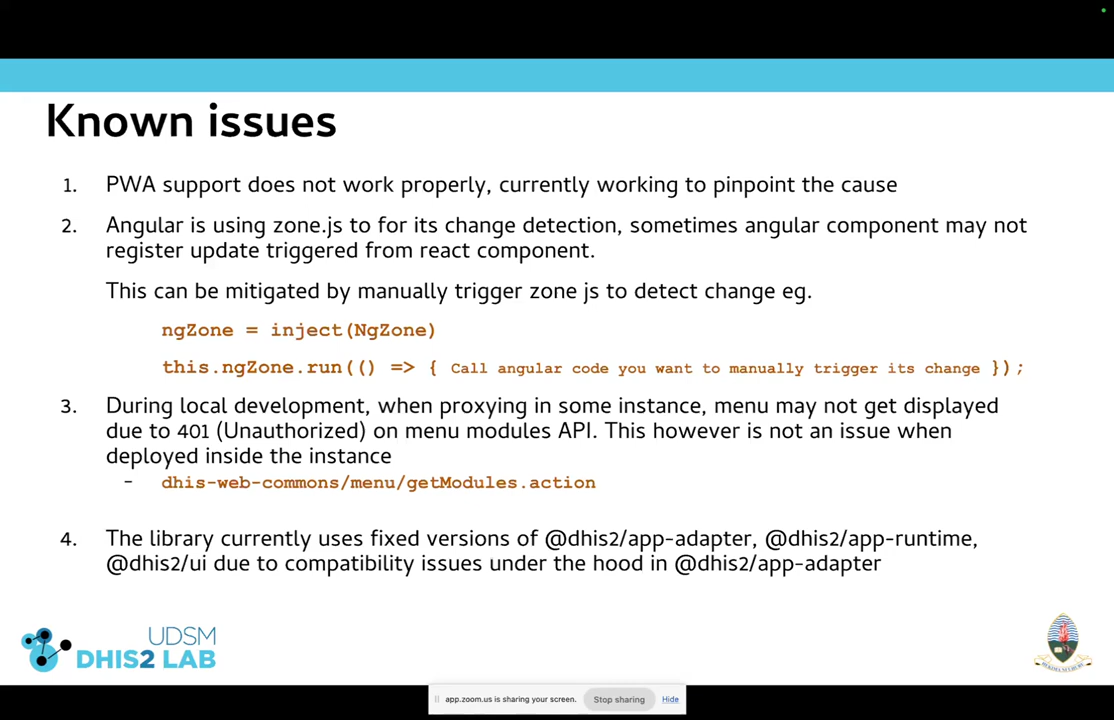 Known issues
1. PWA support does not work properly, currently working to pinpoint the cause
2. Angular is using zone.js to for its change detection, sometimes angular component may not
register update triggered from react component.
This can be mitigated by manually trigger zone js to detect change eg.
ngZone = inject(NgZone)
this.ngZone.run(() => { Call angular code you want to manually trigger its change });
3. During local development, when proxying in some instance, menu may not get displayed
due to 401 (Unauthorized) on menu modules API. This however is not an issue when
deployed inside the instance
- dhis-web-commons/menu/getModules.action
4. The library currently uses fixed versions of @dhis2/app-adapter, @dhis2/app-runtime,
@dhis2/ui due to compatibility issues under the hood in @dhis2/app-adapter
UDSM
DHIS2 LAB
app.zoom.us is sharing your screen. Stop sharing Hide